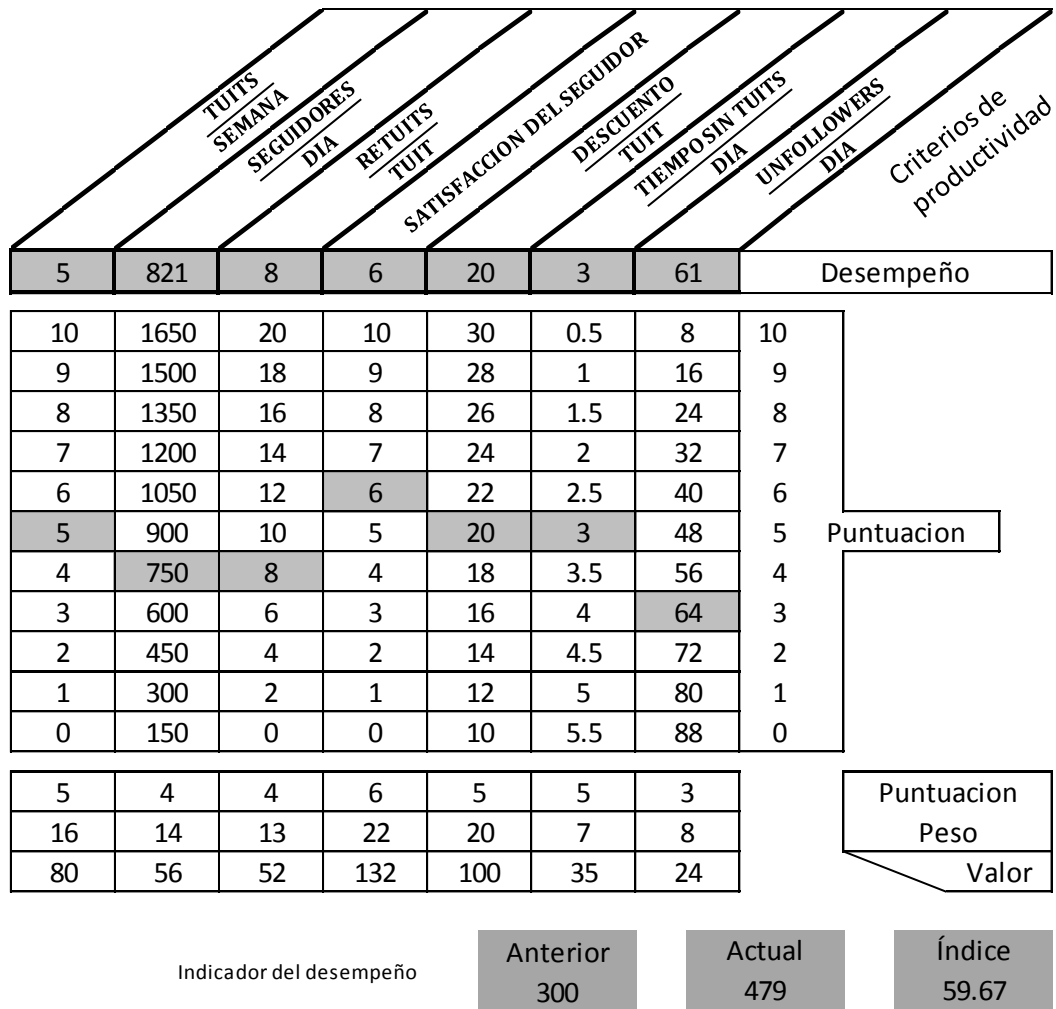 TUITS
SEMANA
SEGUIDORES
DIA
RETUITS
TUIT
SATISFACCION DEL SEGUIDOR
DESCUENTO
TUIT
TIEMPO SIN TUITS
DIA
UNFOLLOWERS
DIA
Criterios de
productividad
5 821 8 6 20 3 61 Desempeño
10 1650 20 10 30 0.5 8 10
9 1500 18 9 28 1 16 9
8 1350 16 8 26 1.5 24 8
7 1200 14 7 24 2 32 7
6 1050 12 6 22 2.5 40 6
5 900 10 5 20 3 48 5 Puntuacion
4 750 8 4 18 3.5 56 4
3 600 6 3 16 4 64 3
2 450 4 2 14 4.5 72 2
1 300 2 1 12 5 80 1
0 150 0 0 10 5.5 88 0
5 4 4 6 5 5 3 Puntuacion
16 14 13 22 20 7 8 Peso
80 56 52 132 100 35 24 Valor
Indicador del desempeño
Anterior Actual Índice
300 479 59.67